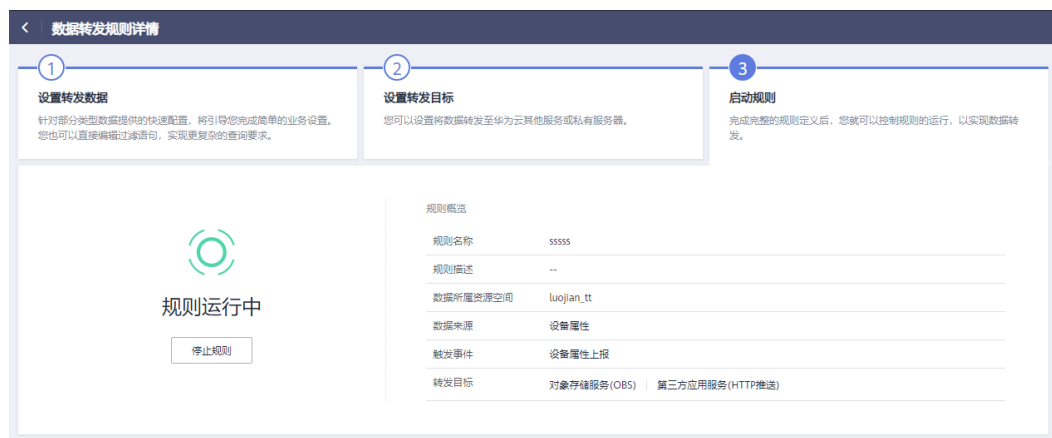 数据转发规则详情
1
设置转发数据
针对部分类型数据提供的快速配置，将引导您完成简单的业务设置。
您也可以直接编辑过滤语句，实现更复杂的查询要求。
2
设置转发目标
您可以设置将数据转发至华为云其他服务或私有服务器。
3
启动规则
完成完整的规则定义后，您就可以控制规则的运行，以实现数据转
发。
规则运行中
停止规则
规则概览
规则名称 sssss
规则描述 --
数据所属资源空间 luojian_tt
数据来源 设备属性
触发事件 设备属性上报
转发目标 对象存储服务(OBS) 第三方应用服务(HTTP推送)